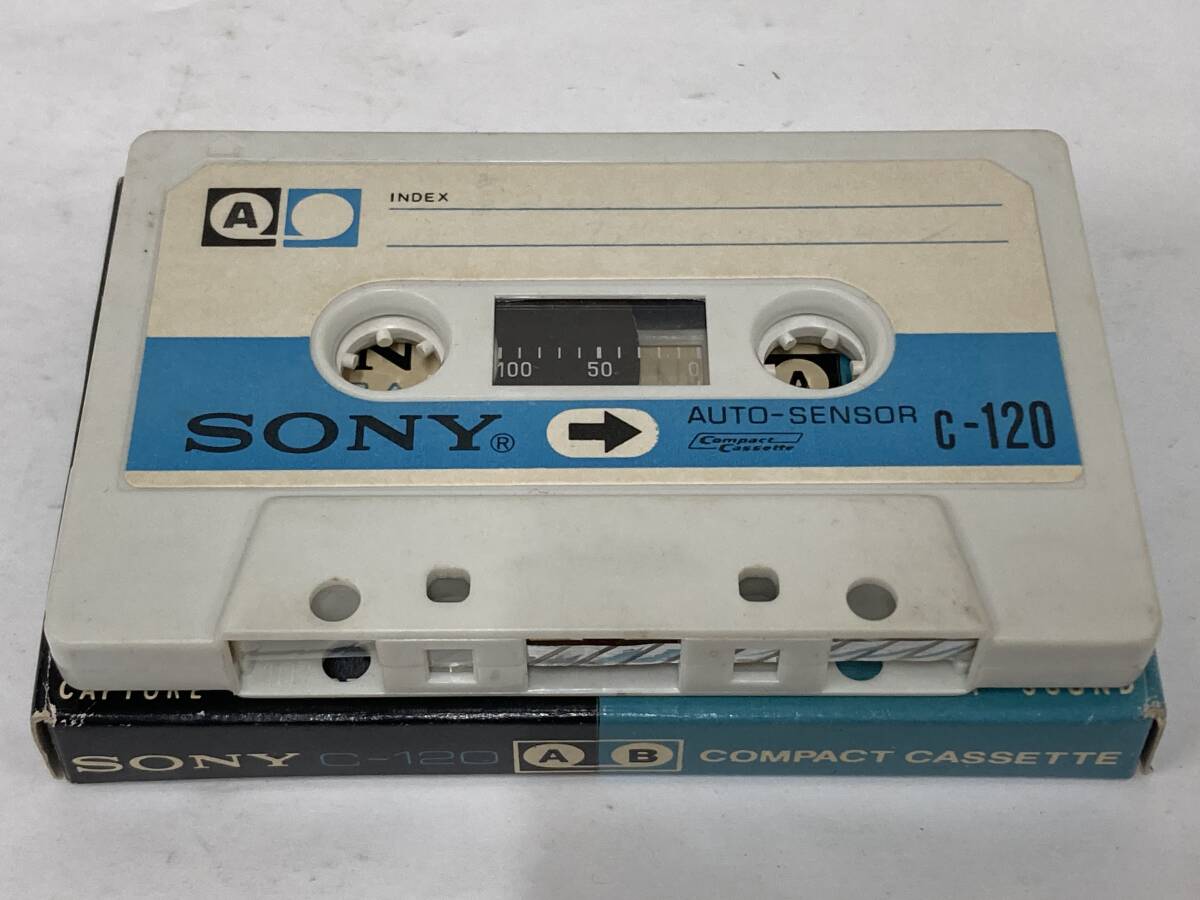 A
INDEX
100 50 0
N
A
SONY®
AUTO-SENSOR
Compact
Cassette
C-120
SONY C-120 A B COMPACT CASSETTE